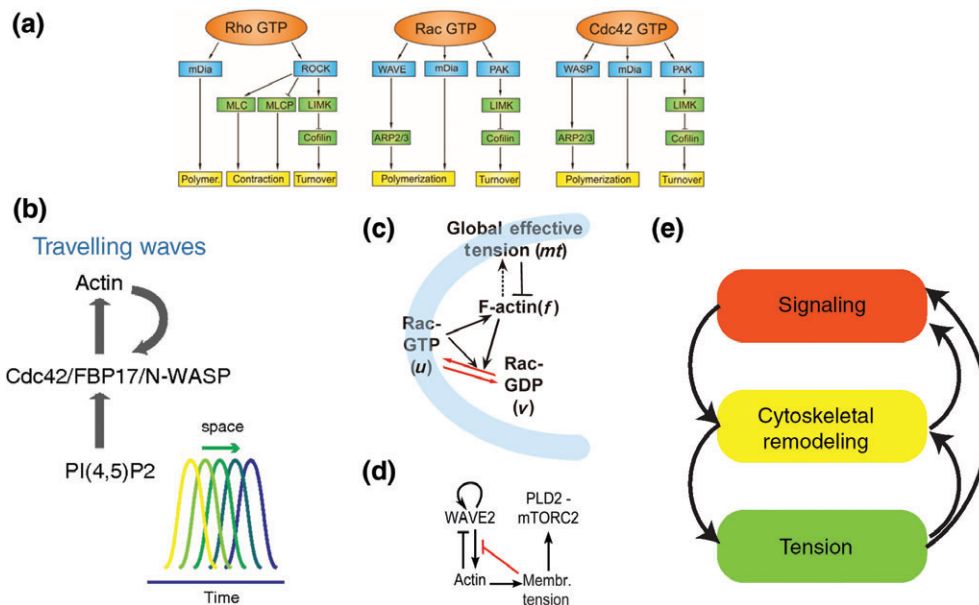 (a)
Rho GTP
Rac GTP
Cdc42 GTP
mDia
ROCK
WAVE
mDia
PAK
WASP
mDia
PAK
MLC
MLCP
LIMK
LIMK
LIMK
Cofilin
ARP2/3
Cofilin
ARP2/3
Cofilin
Polymer.
Contraction
Turnover
Polymerization
Turnover
Polymerization
Turnover
(b)
Travelling waves
Actin
Cdc42/FBP17/N-WASP
PI(4,5)P2
space
Time
(c)
Global effective
tension (mt)
F-actin(f)
Rac-
GTP
(u)
Rac-
GDP
(v)
(d)
WAVE2
PLD2 -
mTORC2
Actin
Membr.
tension
(e)
Signaling
Cytoskeletal
remodeling
Tension